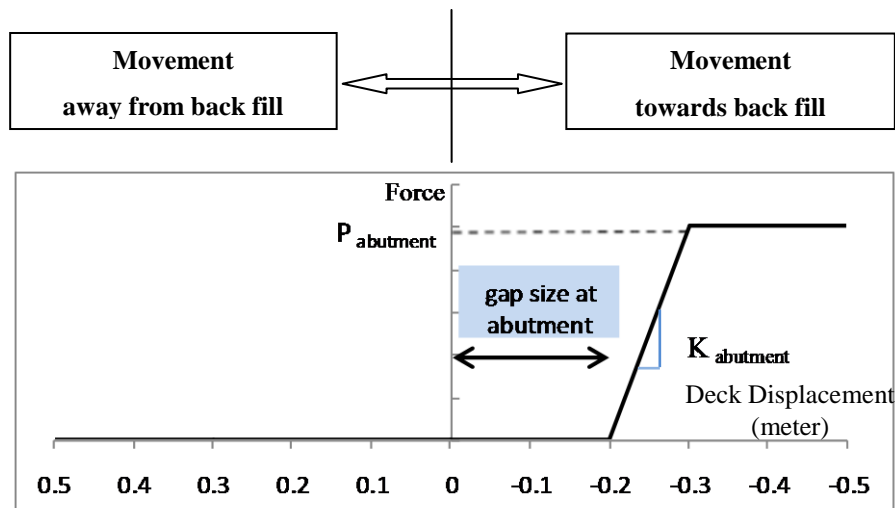 Movement
away from back fill
Movement
towards back fill
Force
P abutment
gap size at
abutment
K abutment
Deck Displacement
(meter)
0.5 0.4 0.3 0.2 0.1 0 -0.1 -0.2 -0.3 -0.4 -0.5